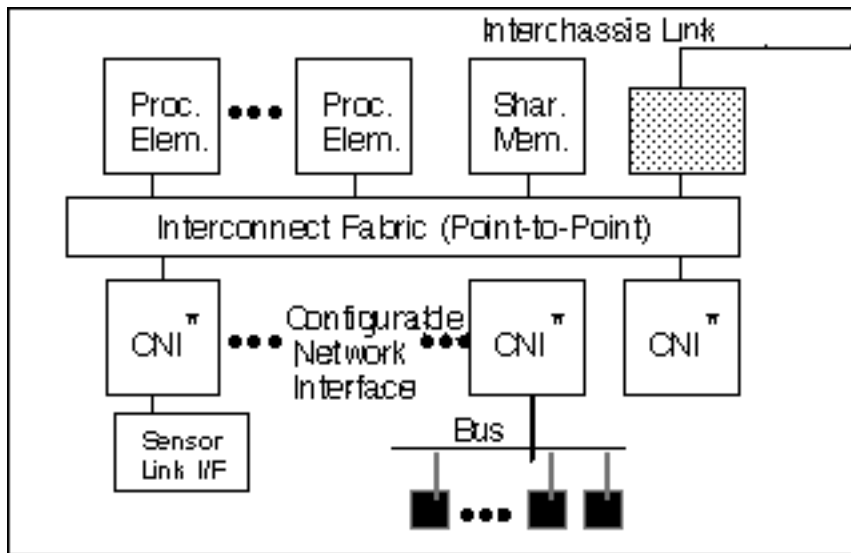 Interchassis Link
Proc.
Elem.
Proc.
Elem.
Shar.
Mem.
Interconnect Fabric (Point-to-Point)
CNI π
Configurable
Network
Interface
CNI π
CNI π
Sensor
Link I/F
Bus